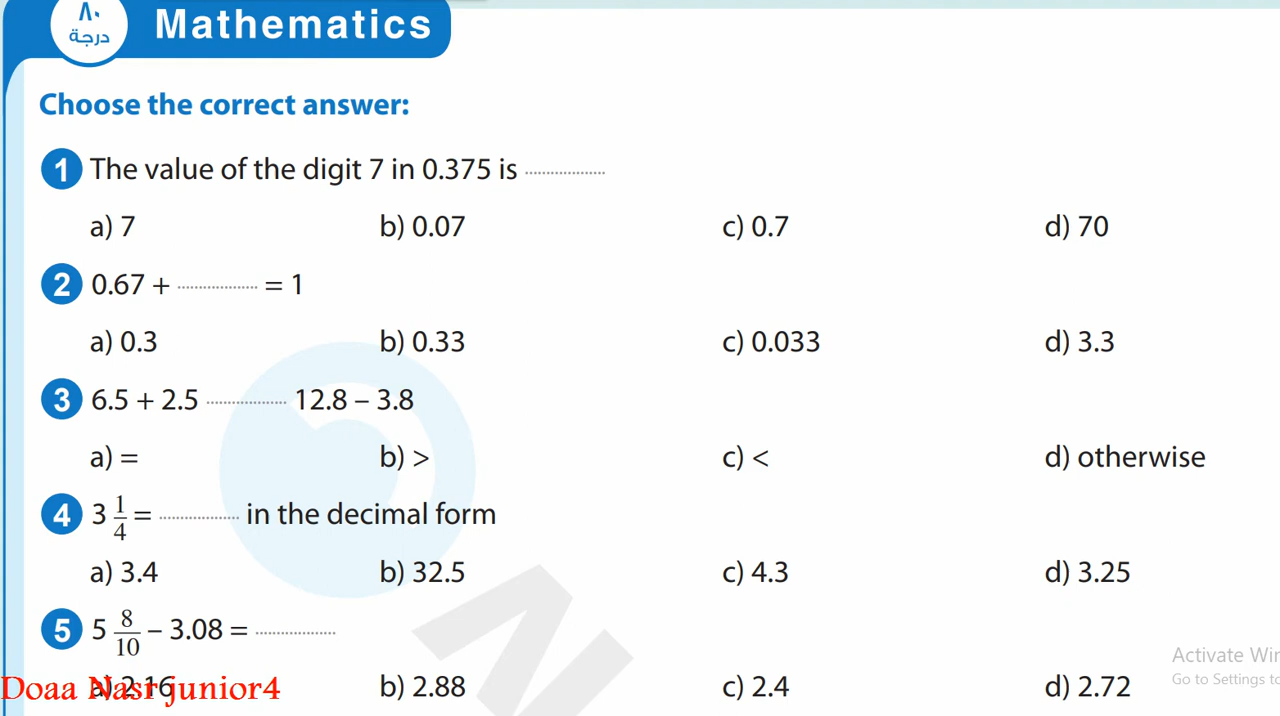 ٨٠
درجة
Mathematics
Choose the correct answer:
1 The value of the digit 7 in 0.375 is ..................
a) 7 b) 0.07 c) 0.7 d) 70
2 0.67 + .................. = 1
a) 0.3 b) 0.33 c) 0.033 d) 3.3
3 6.5 + 2.5 .................. 12.8 – 3.8
a) = b) > c) < d) otherwise
4 3 1/4 = .................. in the decimal form
a) 3.4 b) 32.5 c) 4.3 d) 3.25
5 5 8/10 – 3.08 = ..................
a) 2.16 b) 2.88 c) 2.4 d) 2.72
Doaa Nasr junior4
Activate Win
Go to Settings to